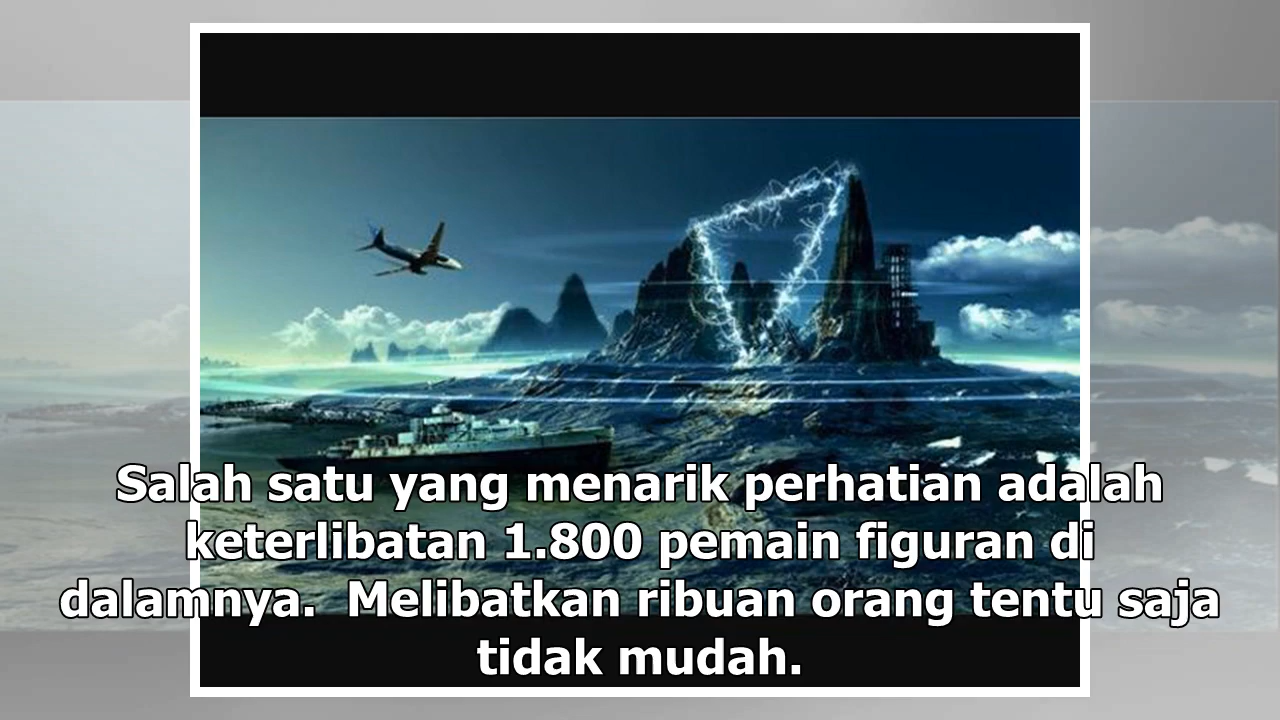 Salah satu yang menarik perhatian adalah
keterlibatan 1.800 pemain figuran di
dalamnya.  Melibatkan ribuan orang tentu saja
tidak mudah.